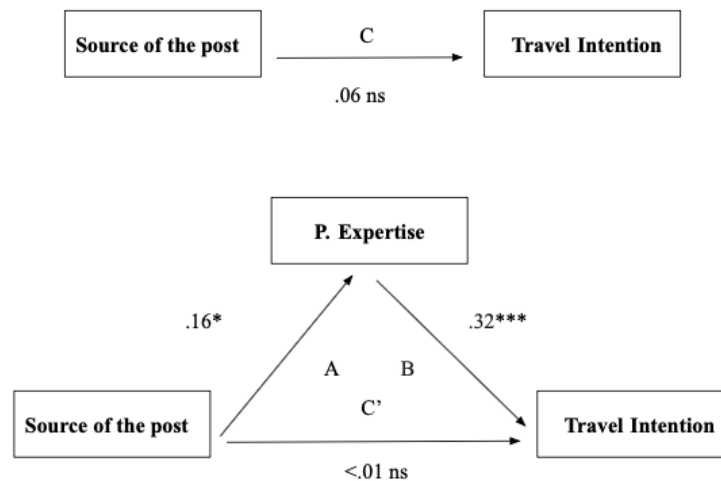 Source of the post
C
Travel Intention
.06 ns
P. Expertise
.16*
.32***
A
B
C’
Source of the post
Travel Intention
<.01 ns